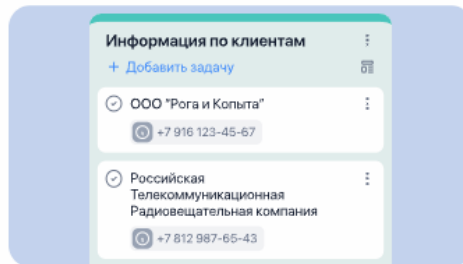 Информация по клиентам
+ Добавить задачу
ООО "Рога и Копыта"
+7 916 123-45-67
Российская
Телекоммуникационная
Радиовещательная компания
+7 812 987-65-43